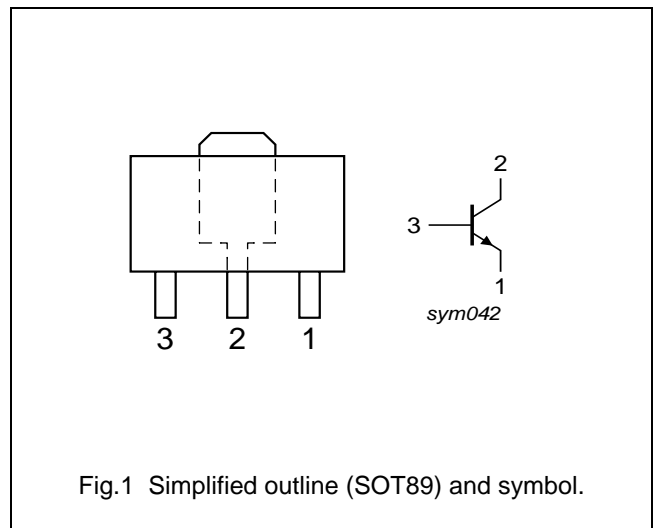 2
3
1
sym042
3 2 1
Fig.1 Simplified outline (SOT89) and symbol.